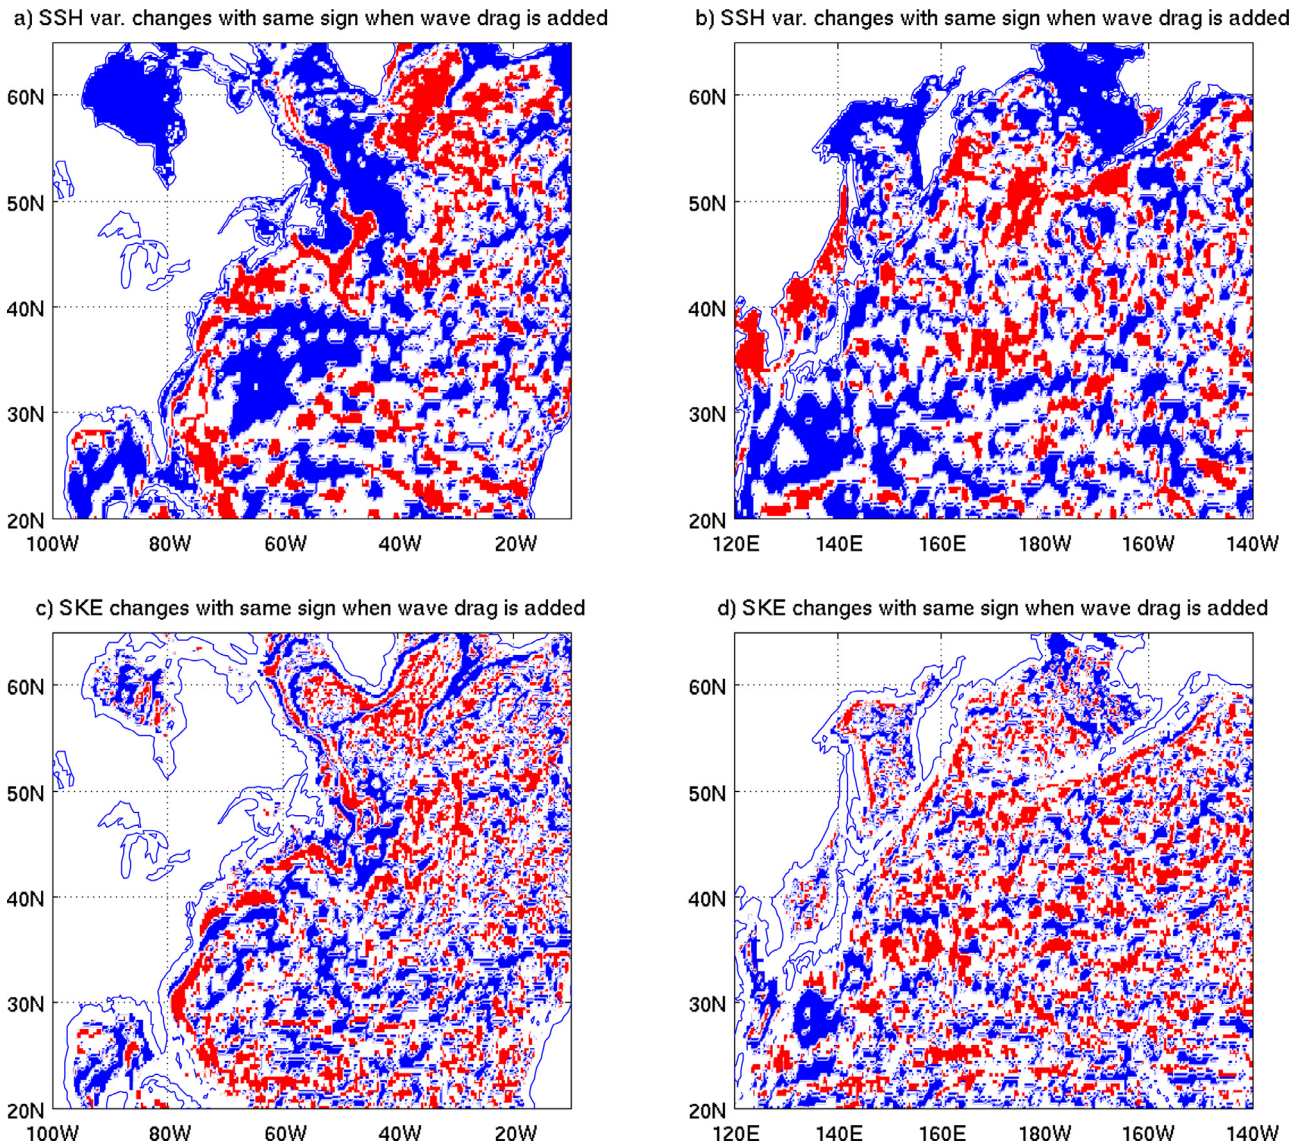 a) SSH var. changes with same sign when wave drag is added
60N
50N
40N
30N
20N
100W 80W 60W 40W 20W
b) SSH var. changes with same sign when wave drag is added
60N
50N
40N
30N
20N
120E 140E 160E 180W 160W 140W
c) SKE changes with same sign when wave drag is added
60N
50N
40N
30N
20N
100W 80W 60W 40W 20W
d) SKE changes with same sign when wave drag is added
60N
50N
40N
30N
20N
120E 140E 160E 180W 160W 140W